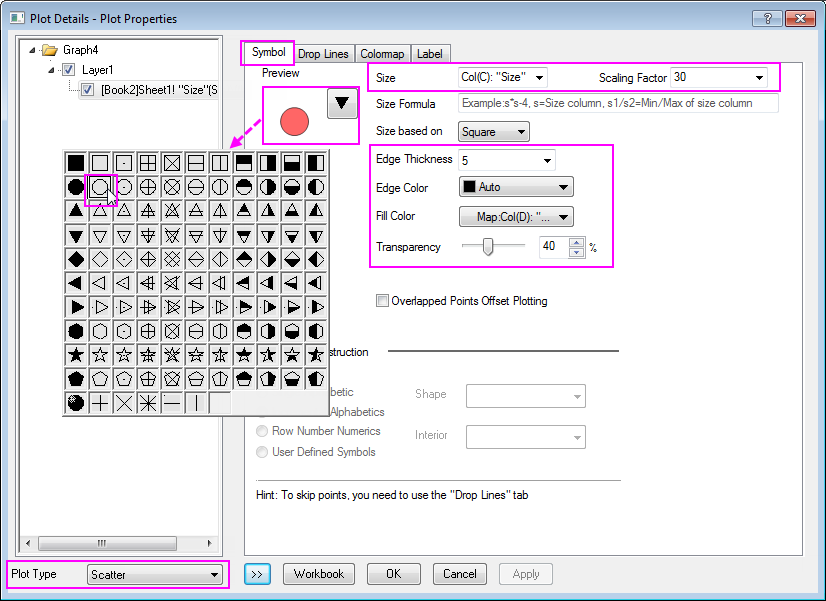 Plot Details - Plot Properties
Graph4
Layer1
[Book2]Sheet1! "Size"(S
Symbol Drop Lines Colormap Label
Preview
Size Col(C): "Size" Scaling Factor 30
Size Formula Example:s*s-4, s=Size column, s1/s2=Min/Max of size column
Size based on Square
Edge Thickness 5
Edge Color Auto
Fill Color Map:Col(D): "...
Transparency 40 %
Overlapped Points Offset Plotting
struction
betic Shape
Alphabetics
Row Number Numerics Interior
User Defined Symbols
Hint: To skip points, you need to use the "Drop Lines" tab
Plot Type Scatter >> Workbook OK Cancel Apply